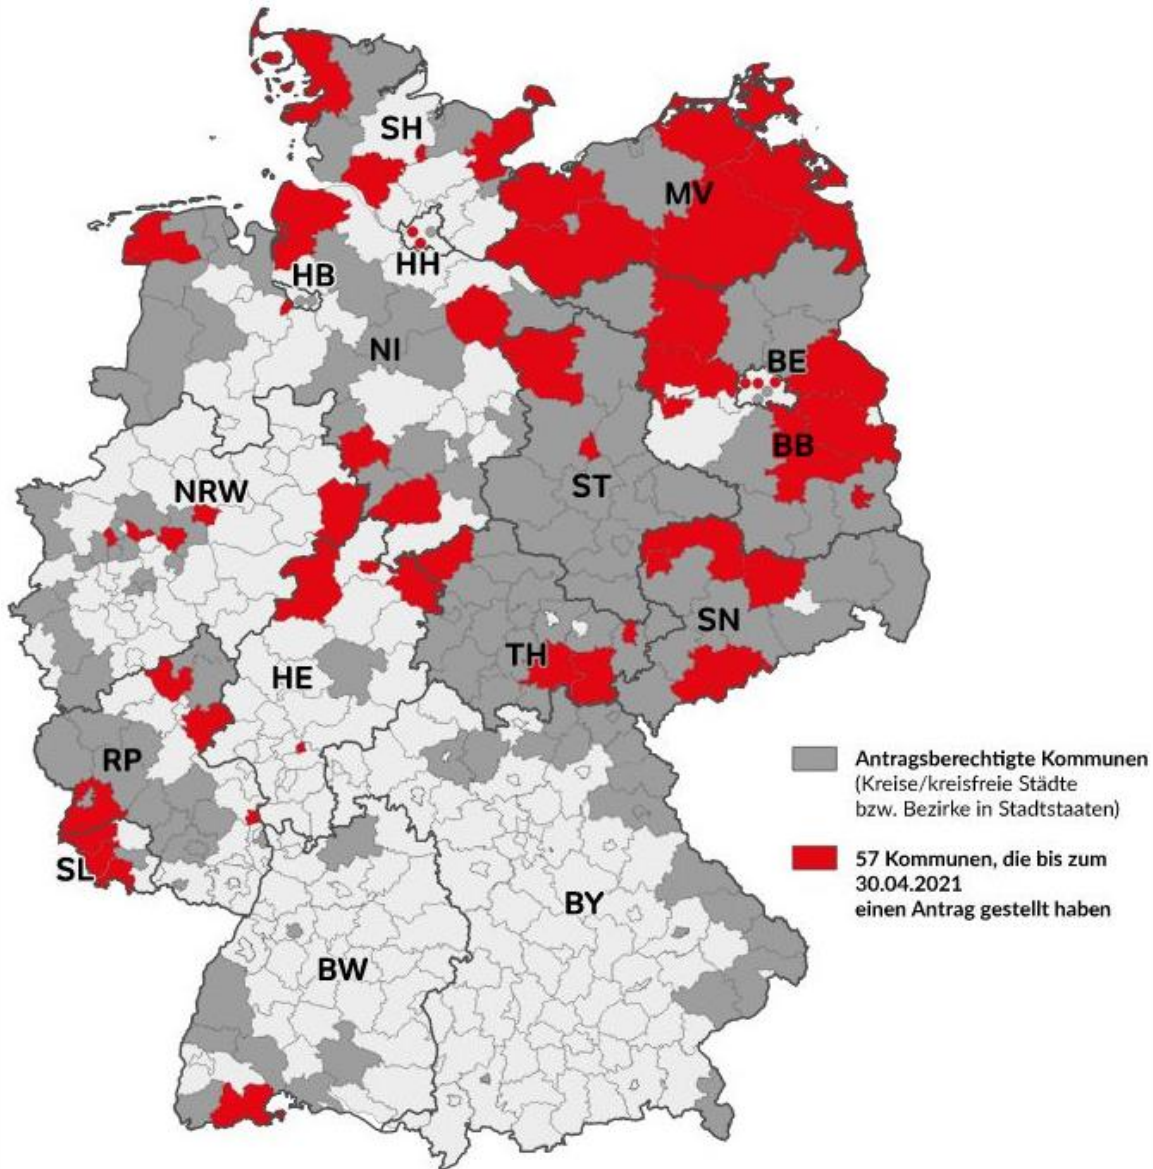 SH
MV
HH
HB
NI
BE
BB
ST
NRW
SN
TH
HE
RP
SL
BY
BW
Antragsberechtigte Kommunen
(Kreise/kreisfreie Städte
bzw. Bezirke in Stadtstaaten)
57 Kommunen, die bis zum
30.04.2021
einen Antrag gestellt haben